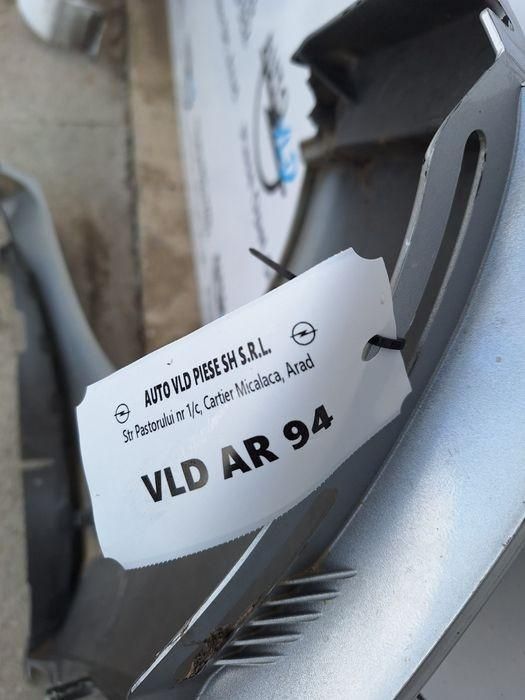 AUTO VLD PIESE SH S.R.L.
Str Pastorului nr 1/c, Cartier Micalaca, Arad
VLD AR 94